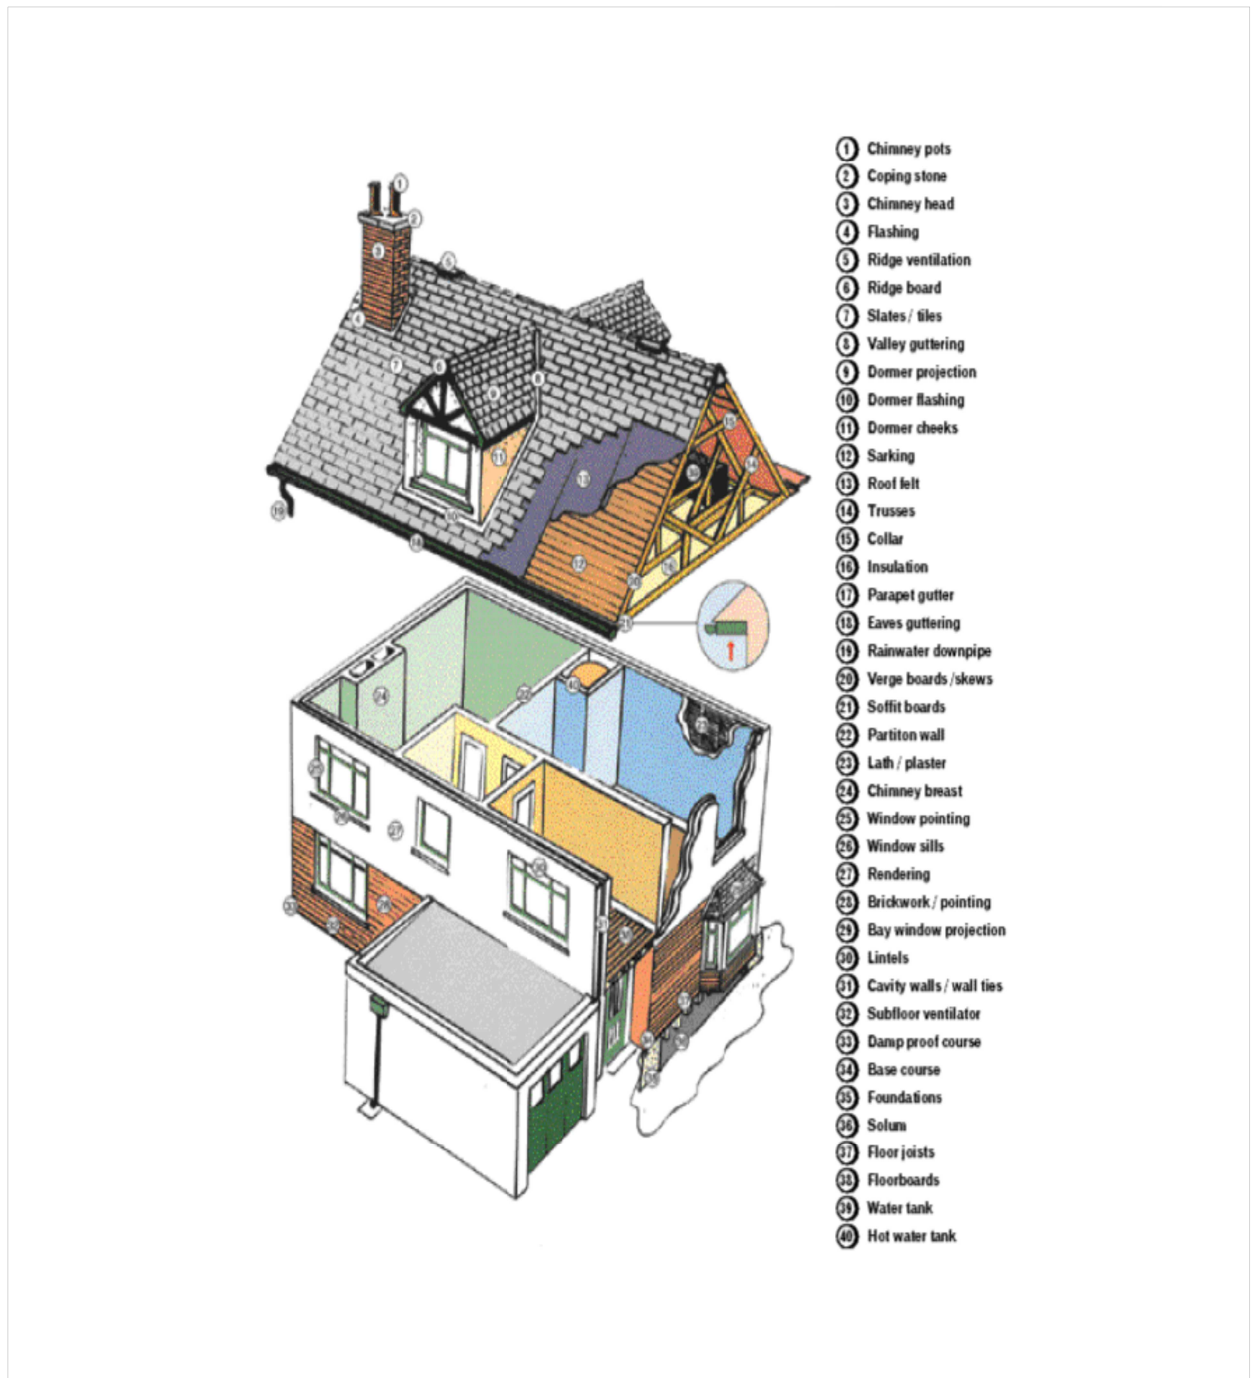 1 Chimney pots
2 Coping stone
3 Chimney head
4 Flashing
5 Ridge ventilation
6 Ridge board
7 Slates / tiles
8 Valley guttering
9 Dormer projection
10 Dormer flashing
11 Dormer cheeks
12 Sarking
13 Roof felt
14 Trusses
15 Collar
16 Insulation
17 Parapet gutter
18 Eaves guttering
19 Rainwater downpipe
20 Verge boards /skews
21 Soffit boards
22 Partiton wall
23 Lath / plaster
24 Chimney breast
25 Window pointing
26 Window sills
27 Rendering
28 Brickwork / pointing
29 Bay window projection
30 Lintels
31 Cavity walls / wall ties
32 Subfloor ventilator
33 Damp proof course
34 Base course
35 Foundations
36 Solum
37 Floor joists
38 Floorboards
39 Water tank
40 Hot water tank